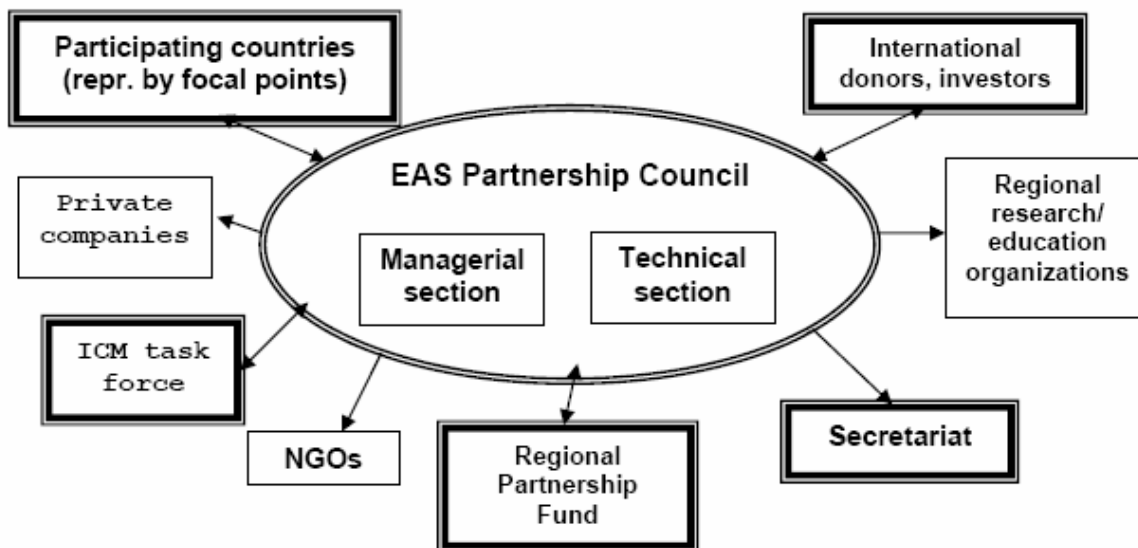 Participating countries
(repr. by focal points)
International
donors, investors
EAS Partnership Council
Private
companies
Managerial
section
Technical
section
Regional
research/
education
organizations
ICM task
force
NGOs
Regional
Partnership
Fund
Secretariat